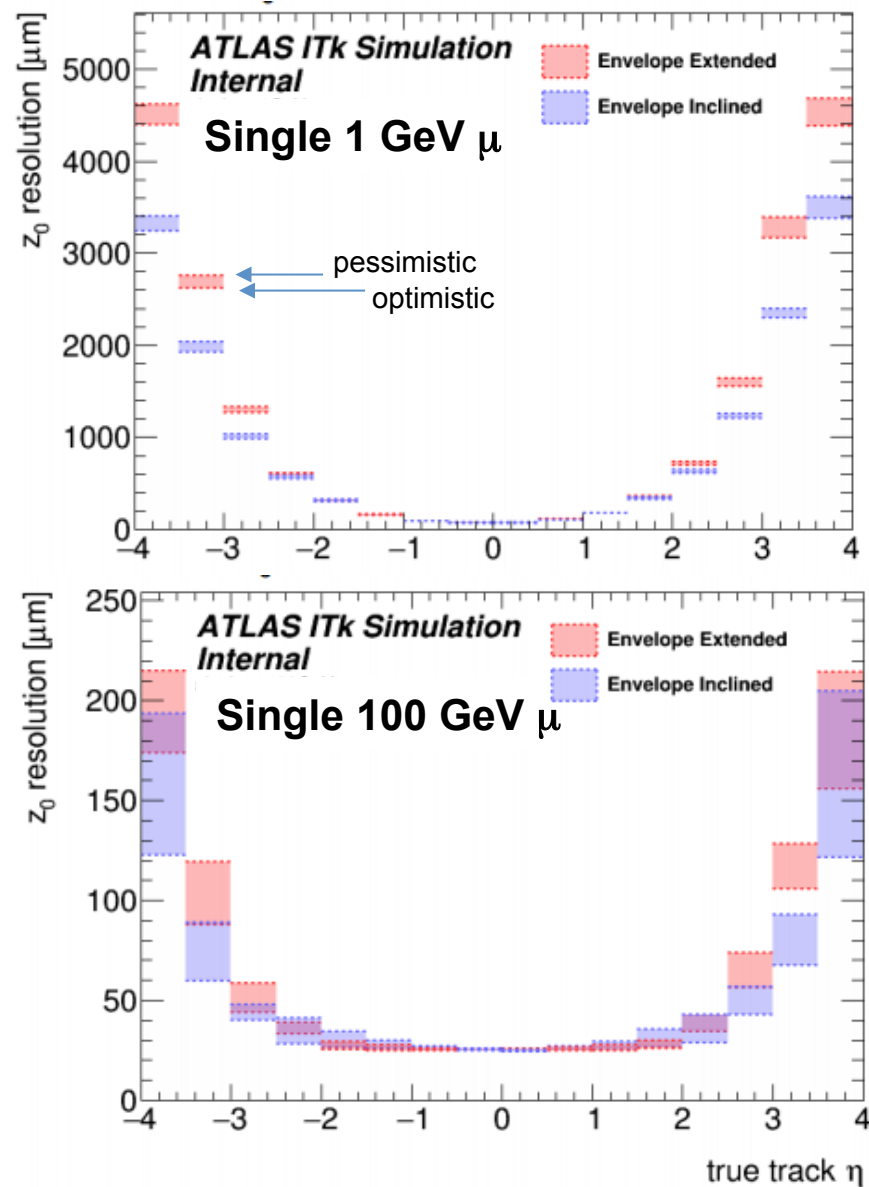 ATLAS ITk Simulation
Internal
Envelope Extended
Envelope Inclined
Single 1 GeV μ
z0 resolution [μm]
5000
4000
3000
2000
1000
0
pessimistic
optimistic
−4 −3 −2 −1 0 1 2 3 4
ATLAS ITk Simulation
Internal
Envelope Extended
Envelope Inclined
Single 100 GeV μ
z0 resolution [μm]
250
200
150
100
50
0
−4 −3 −2 −1 0 1 2 3 4
true track η